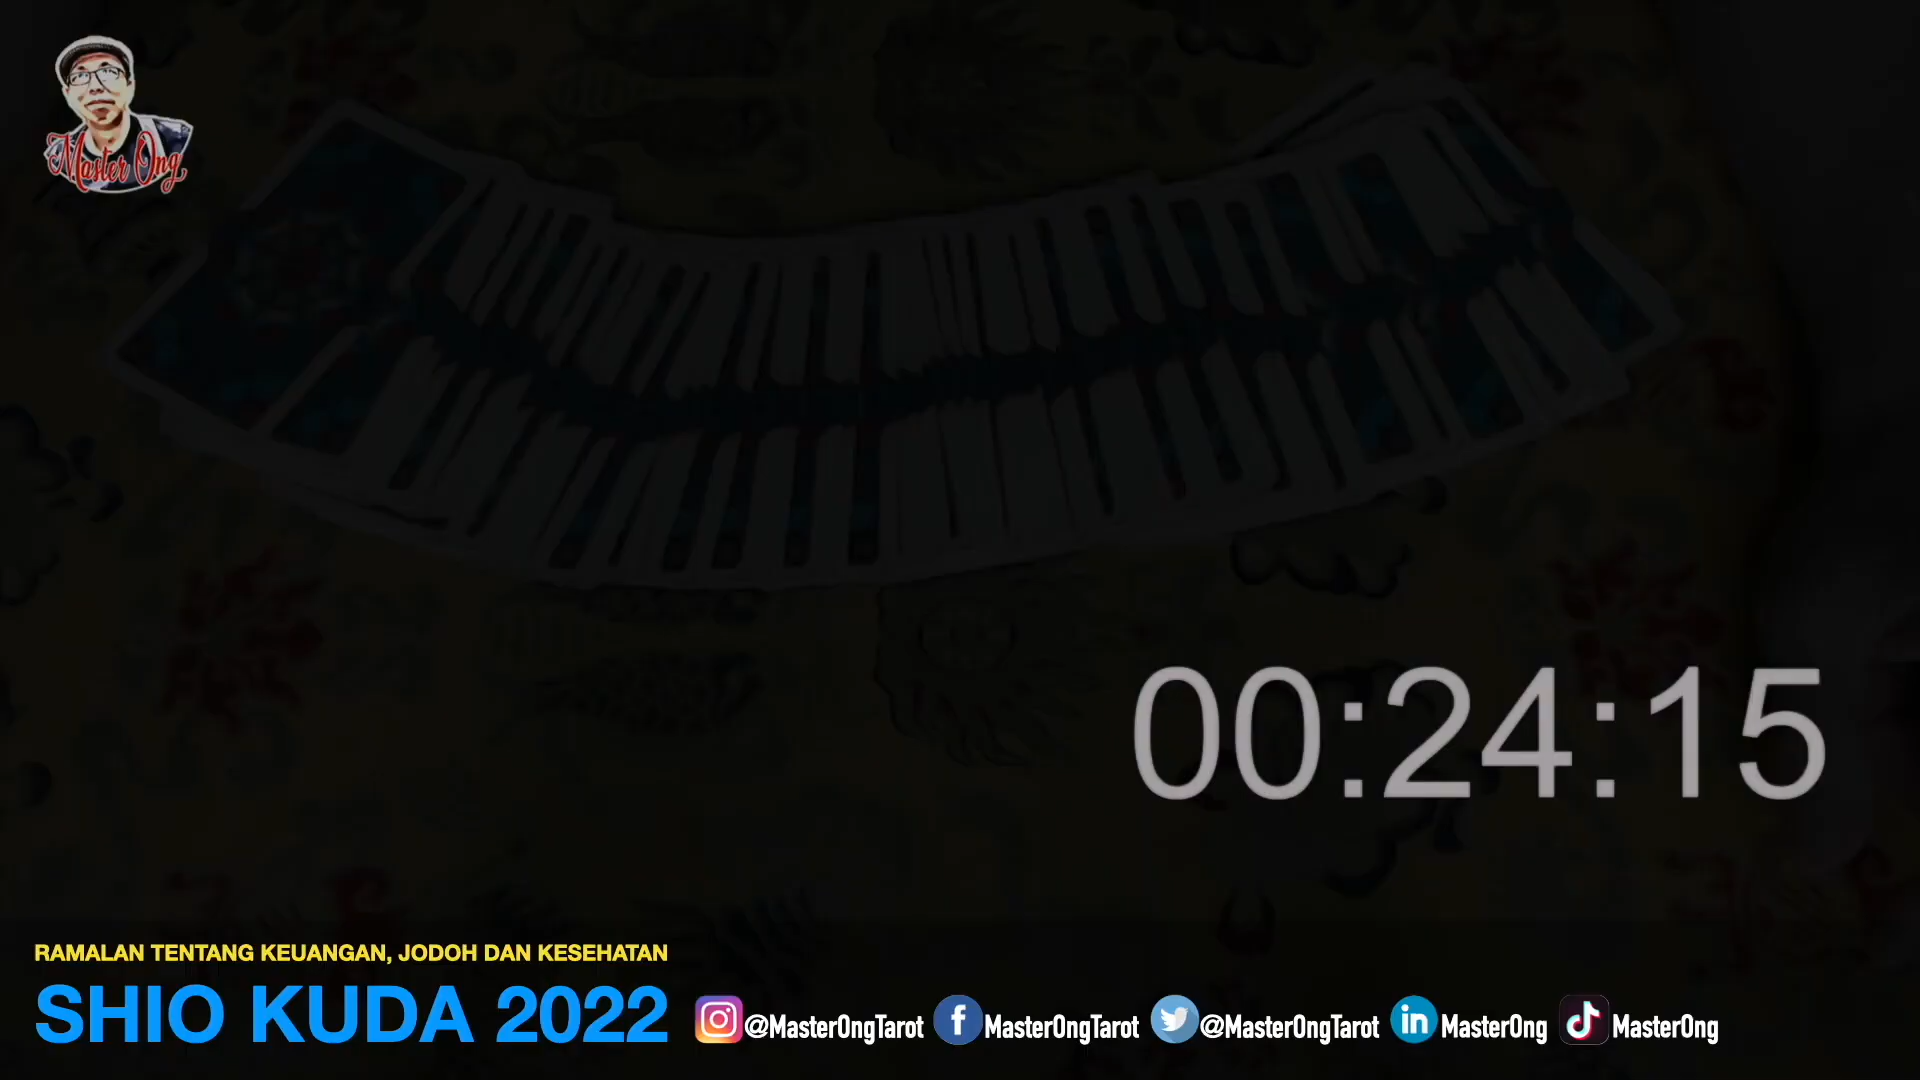 Master Ong
00:24:15
RAMALAN TENTANG KEUANGAN, JODOH DAN KESEHATAN
SHIO KUDA 2022
@MasterOngTarot MasterOngTarot @MasterOngTarot MasterOng MasterOng